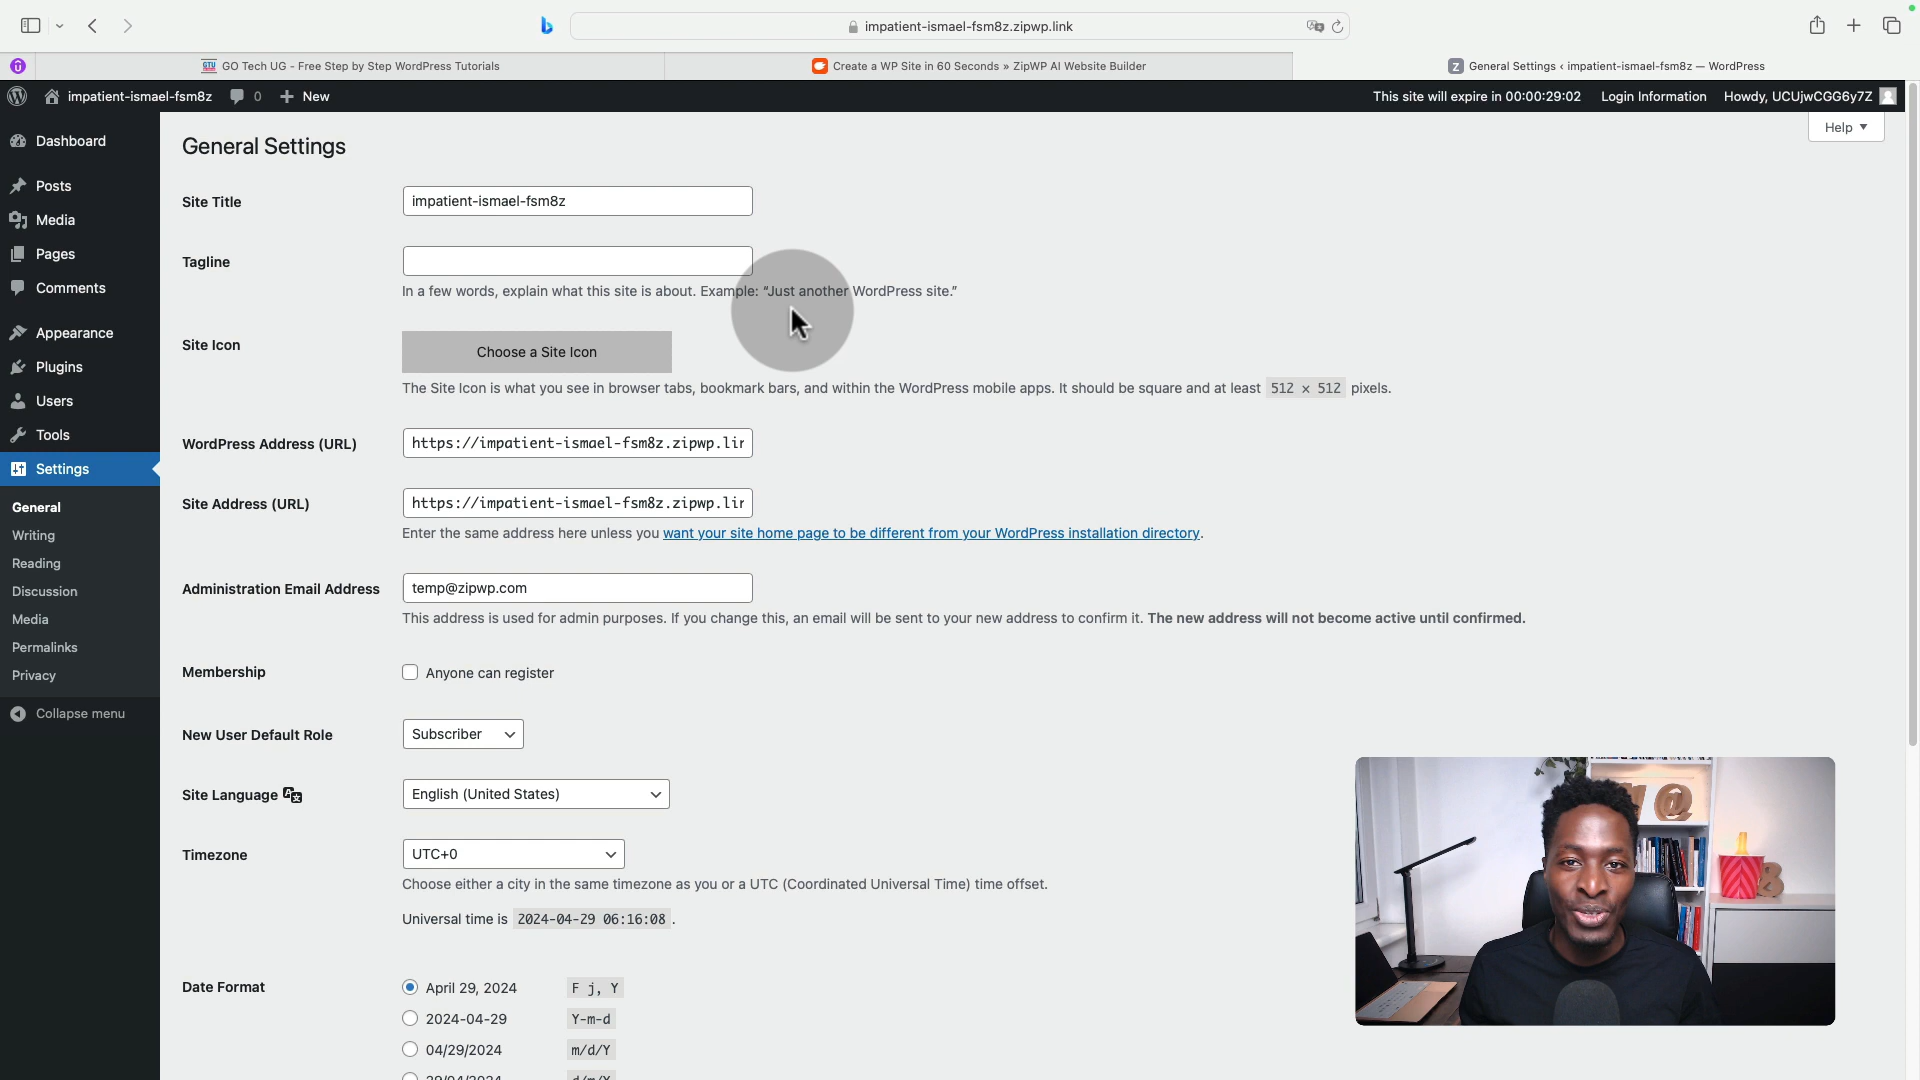 impatient-ismael-fsm8z.zipwp.link
GO Tech UG - Free Step by Step WordPress Tutorials
Create a WP Site in 60 Seconds » ZipWP AI Website Builder
General Settings ‹ impatient-ismael-fsm8z — WordPress
impatient-ismael-fsm8z
0
New
This site will expire in 00:00:29:02
Login Information
Howdy, UCUjwCGG6y7Z
Help
Dashboard
Posts
Media
Pages
Comments
Appearance
Plugins
Users
Tools
Settings
General
Writing
Reading
Discussion
Media
Permalinks
Privacy
Collapse menu
General Settings
Site Title
impatient-ismael-fsm8z
Tagline
In a few words, explain what this site is about. Example: “Just another WordPress site.”
Site Icon
Choose a Site Icon
The Site Icon is what you see in browser tabs, bookmark bars, and within the WordPress mobile apps. It should be square and at least 512 × 512 pixels.
WordPress Address (URL)
https://impatient-ismael-fsm8z.zipwp.lir
Site Address (URL)
https://impatient-ismael-fsm8z.zipwp.lir
Enter the same address here unless you want your site home page to be different from your WordPress installation directory.
Administration Email Address
temp@zipwp.com
This address is used for admin purposes. If you change this, an email will be sent to your new address to confirm it. The new address will not become active until confirmed.
Membership
Anyone can register
New User Default Role
Subscriber
Site Language
English (United States)
Timezone
UTC+0
Choose either a city in the same timezone as you or a UTC (Coordinated Universal Time) time offset.
Universal time is 2024-04-29 06:16:08 .
Date Format
April 29, 2024 F j, Y
2024-04-29 Y-m-d
04/29/2024 m/d/Y
29/04/2024 d/m/Y